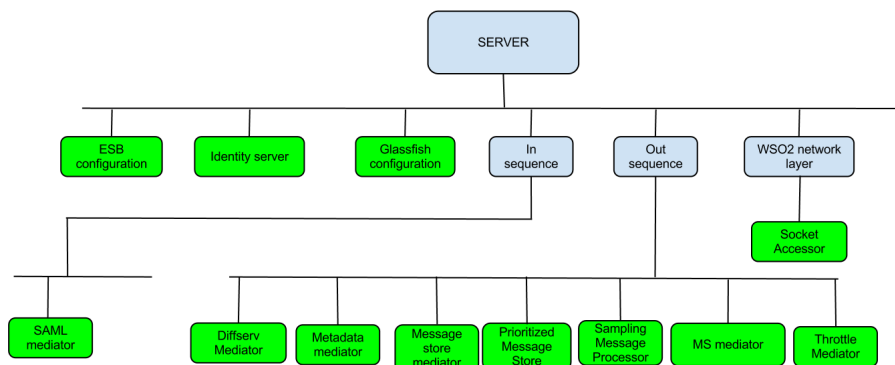 SERVER
ESB
configuration
Identity server
Glassfish
configuration
In
sequence
Out
sequence
WSO2 network
layer
Socket
Accessor
SAML
mediator
Diffserv
Mediator
Metadata
mediator
Message
store
mediator
Prioritized
Message
Store
Sampling
Message
Processor
MS mediator
Throttle
Mediator